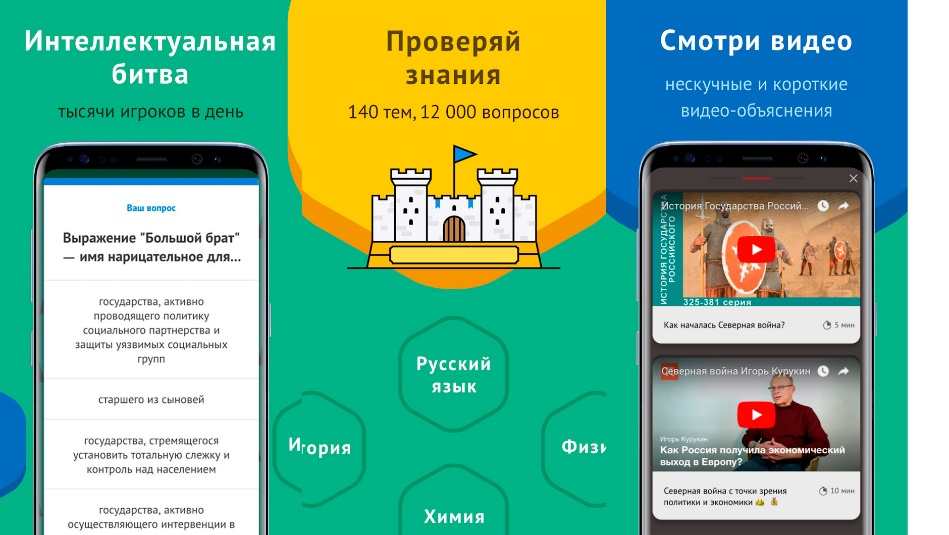 Интеллектуальная
битва
тысячи игроков в день
Ваш вопрос
Выражение "Большой брат"
— имя нарицательное для...
государства, активно
проводящего политику
социального партнерства и
защиты уязвимых социальных
групп
старшего из сыновей
государства, стремящегося
установить тотальную слежку и
контроль над населением
государства, активно
осуществляющего интервенции в
Проверяй
знания
140 тем, 12 000 вопросов
Русский
язык
И
тория
Физи
Химия
Смотри видео
нескучные и короткие
видео-объяснения
История Государства Россий...
ИСТОРИЯ ГОСУДАРСТВА
РОССИЙСКОГО
325-381 серия
Как началась Северная война?
5 мин
Северная война Игорь Курукин
Игорь Курукин
Как Россия получила экономический
выход в Европу?
Северная война с точки зрения
политики и экономики 👑 💰
10 мин